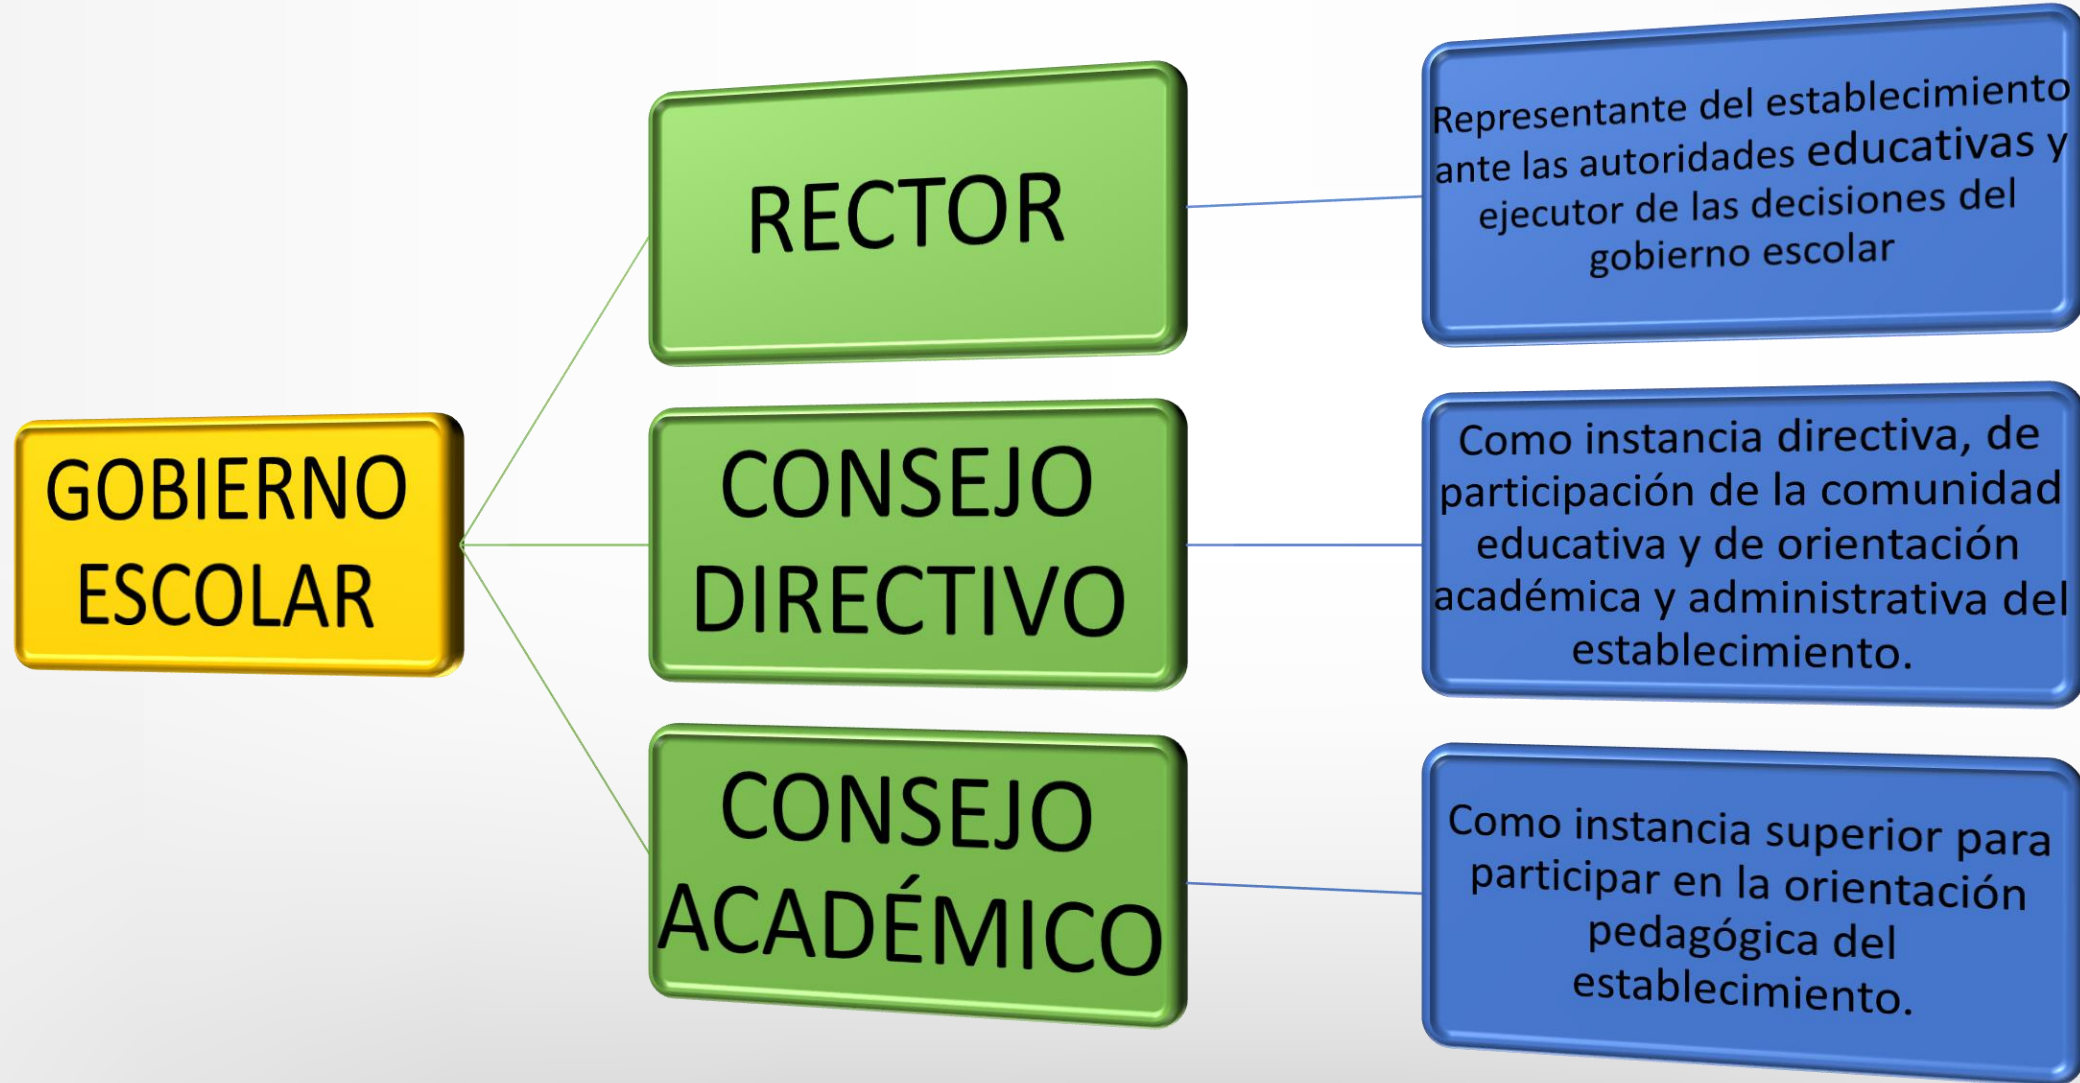 GOBIERNO
ESCOLAR
RECTOR
Representante del establecimiento
ante las autoridades educativas y
ejecutor de las decisiones del
gobierno escolar
CONSEJO
DIRECTIVO
Como instancia directiva, de
participación de la comunidad
educativa y de orientación
académica y administrativa del
establecimiento.
CONSEJO
ACADÉMICO
Como instancia superior para
participar en la orientación
pedagógica del
establecimiento.